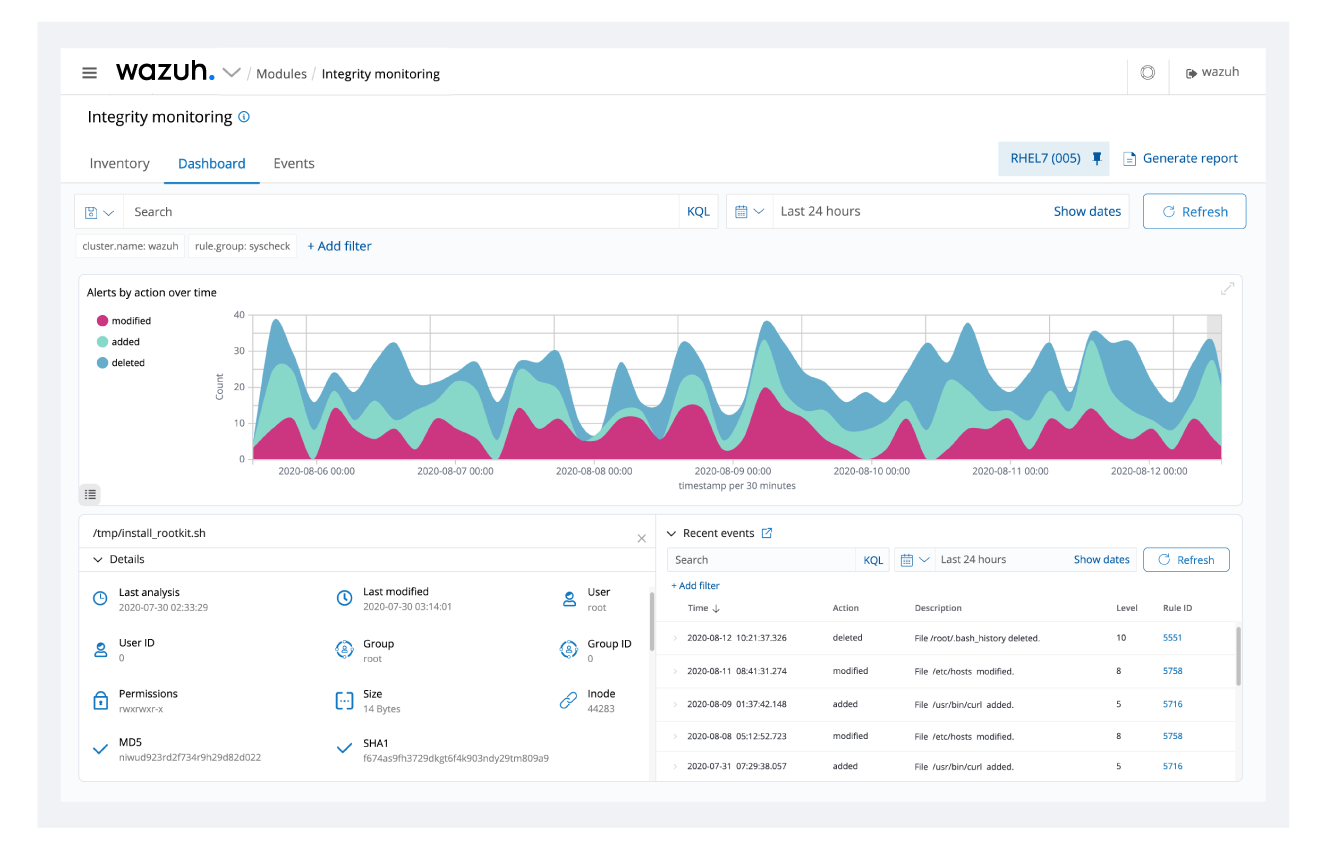 wazuh. / Modules / Integrity monitoring
wazuh
Integrity monitoring
Inventory Dashboard Events
RHEL7 (005) Generate report
Search KQL Last 24 hours Show dates Refresh
cluster.name: wazuh rule.group: syscheck + Add filter
Alerts by action over time
modified
added
deleted
Count
40
30
20
10
0
2020-08-06 00:00 2020-08-07 00:00 2020-08-08 00:00 2020-08-09 00:00 2020-08-10 00:00 2020-08-11 00:00 2020-08-12 00:00
timestamp per 30 minutes
/tmp/install_rootkit.sh
Details
Last analysis
2020-07-30 02:33:29
Last modified
2020-07-30 03:14:01
User
root
User ID
0
Group
root
Group ID
0
Permissions
rwxrwxr-x
Size
14 Bytes
Inode
44283
MD5
niwud923rd2f734r9h29d82d022
SHA1
f674as9fh3729dkgt6f4k903ndy29tm809a9
Recent events
Search KQL Last 24 hours Show dates Refresh
+ Add filter
Time Action Description Level Rule ID
2020-08-12 10:21:37.326 deleted File /root/.bash_history deleted. 10 5551
2020-08-11 08:41:31.274 modified File /etc/hosts modified. 8 5758
2020-08-09 01:37:42.148 added File /usr/bin/curl added. 5 5716
2020-08-08 05:12:52.723 modified File /etc/hosts modified. 8 5758
2020-07-31 07:29:38.057 added File /usr/bin/curl added. 5 5716